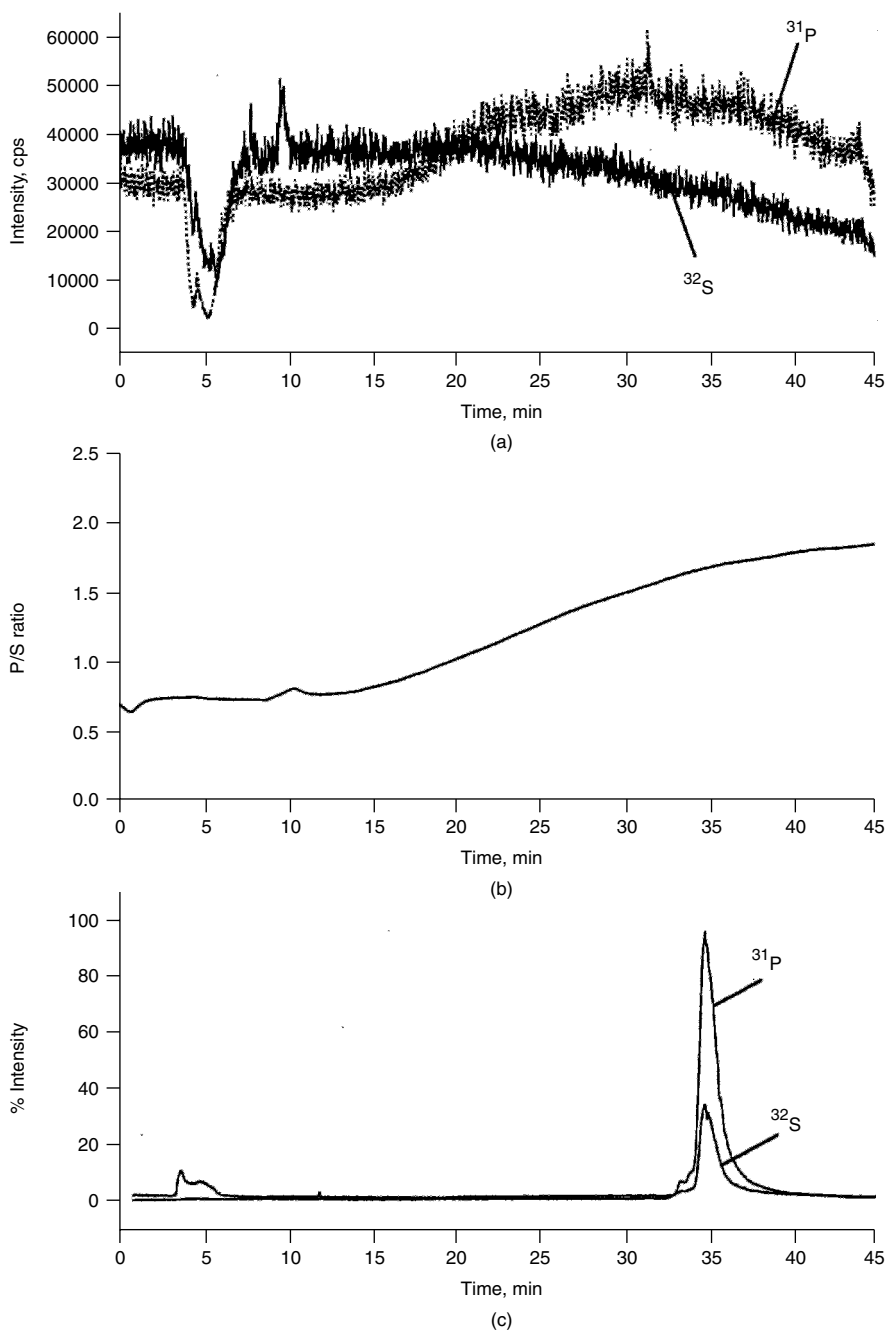 60000
50000
40000
30000
20000
10000
0
Intensity, cps
31P
32S
0 5 10 15 20 25 30 35 40 45
Time, min
(a)
2.5
2.0
1.5
1.0
0.5
0.0
P/S ratio
0 5 10 15 20 25 30 35 40 45
Time, min
(b)
100
80
60
40
20
0
% Intensity
31P
32S
0 5 10 15 20 25 30 35 40 45
Time, min
(c)